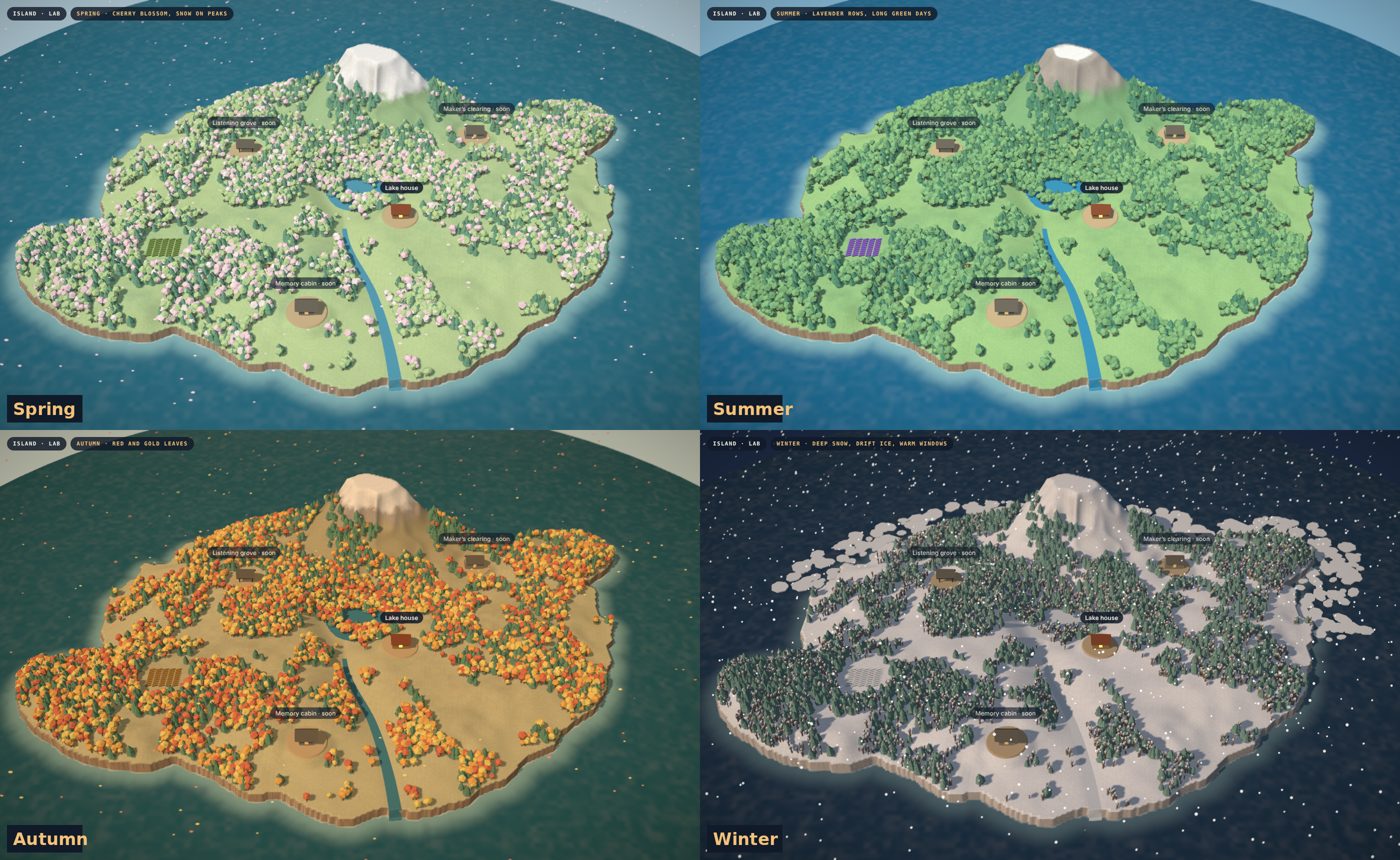 ISLAND · LAB
SPRING · CHERRY BLOSSOM, SNOW ON PEAKS
Maker's clearing · soon
Listening grove · soon
Lake house
Memory cabin · soon
Spring
ISLAND · LAB
SUMMER · LAVENDER ROWS, LONG GREEN DAYS
Maker's clearing · soon
Listening grove · soon
Lake house
Memory cabin · soon
Summer
ISLAND · LAB
AUTUMN · RED AND GOLD LEAVES
Maker's clearing · soon
Listening grove · soon
Lake house
Memory cabin · soon
Autumn
ISLAND · LAB
WINTER · DEEP SNOW, DRIFT ICE, WARM WINDOWS
Maker's clearing · soon
Listening grove · soon
Lake house
Memory cabin · soon
Winter